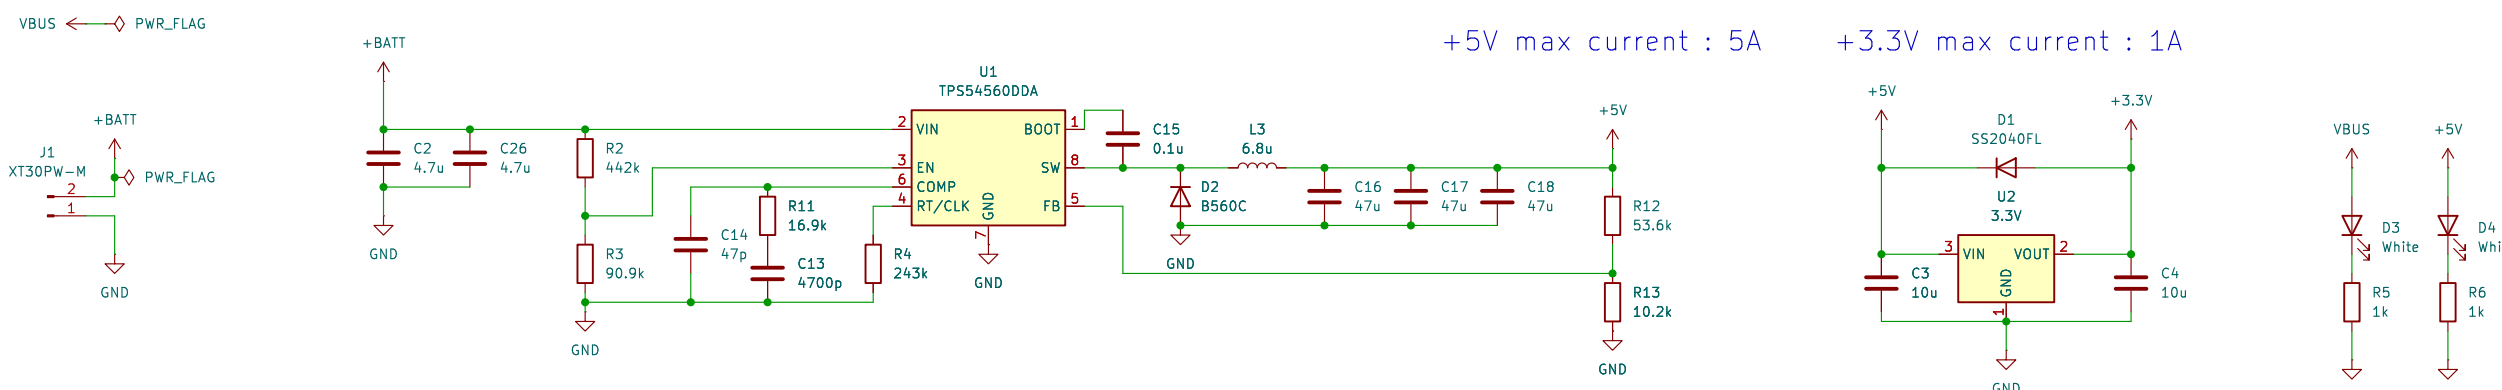 VBUS
PWR_FLAG
+BATT
J1
XT30PW-M
2
1
PWR_FLAG
GND
+BATT
C2
4.7u
GND
C26
4.7u
R2
442k
R3
90.9k
GND
C14
47p
R11
16.9k
C13
4700p
R4
243k
U1
TPS54560DDA
2
VIN
3
EN
6
COMP
4
RT/CLK
GND
7
BOOT
1
SW
8
FB
5
GND
C15
0.1u
D2
B560C
GND
L3
6.8u
C16
47u
C17
47u
C18
47u
+5V max current : 5A
+5V
R12
53.6k
R13
10.2k
GND
+3.3V max current : 1A
+5V
D1
SS2040FL
+3.3V
U2
3.3V
3
VIN
VOUT
2
GND
1
C3
10u
C4
10u
GND
VBUS
D3
White
R5
1k
+5V
D4
R6
1k